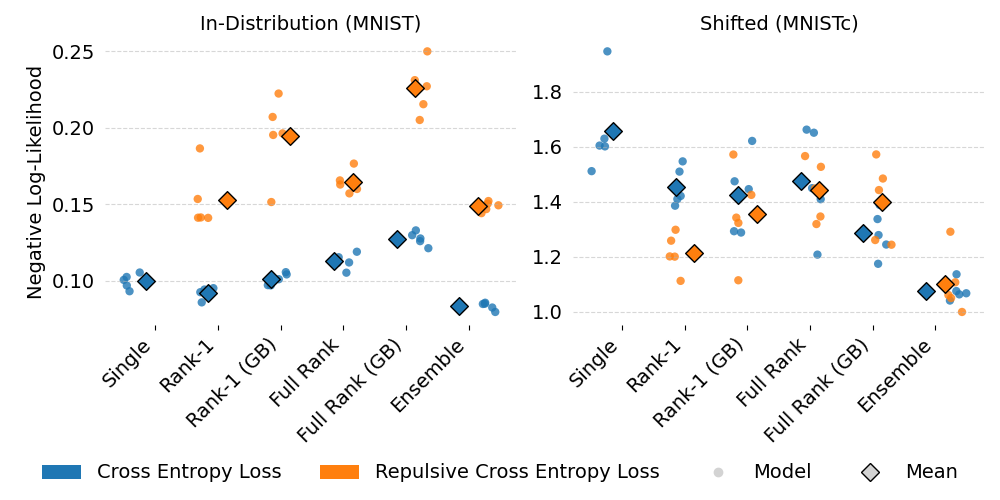 In-Distribution (MNIST)
Shifted (MNISTc)
Negative Log-Likelihood
0.25
0.20
0.15
0.10
1.8
1.6
1.4
1.2
1.0
Single
Rank-1
Rank-1 (GB)
Full Rank
Full Rank (GB)
Ensemble
Single
Rank-1
Rank-1 (GB)
Full Rank
Full Rank (GB)
Ensemble
Cross Entropy Loss
Repulsive Cross Entropy Loss
Model
Mean